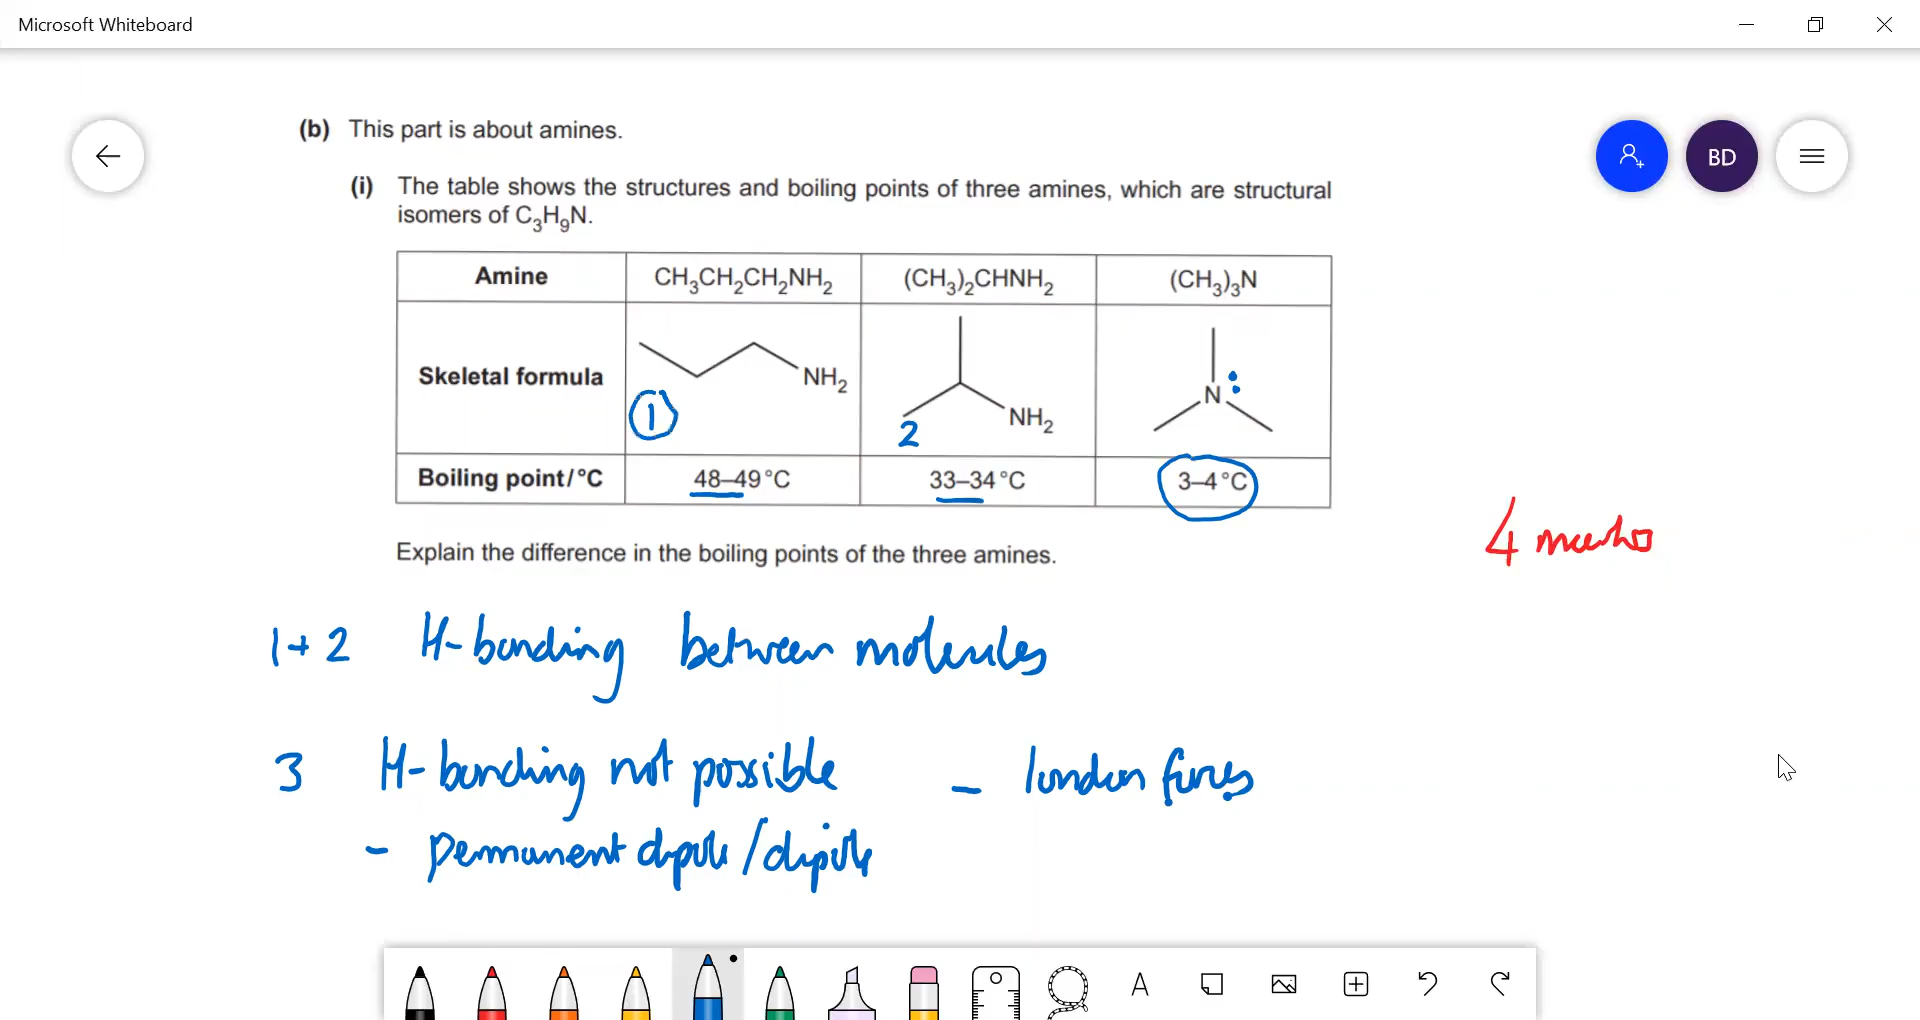 Microsoft Whiteboard
(b) This part is about amines.
BD
(i) The table shows the structures and boiling points of three amines, which are structural
isomers of C₃H₉N.
Amine CH₃CH₂CH₂NH₂ (CH₃)₂CHNH₂ (CH₃)₃N
Skeletal formula NH₂ NH₂ N
1 2
Boiling point/°C 48–49°C 33–34°C 3–4°C
4 marks
Explain the difference in the boiling points of the three amines.
1+2 H-bonding between molecules
3 H-bonding not possible - london forces
- permanent dipole/dipole
A